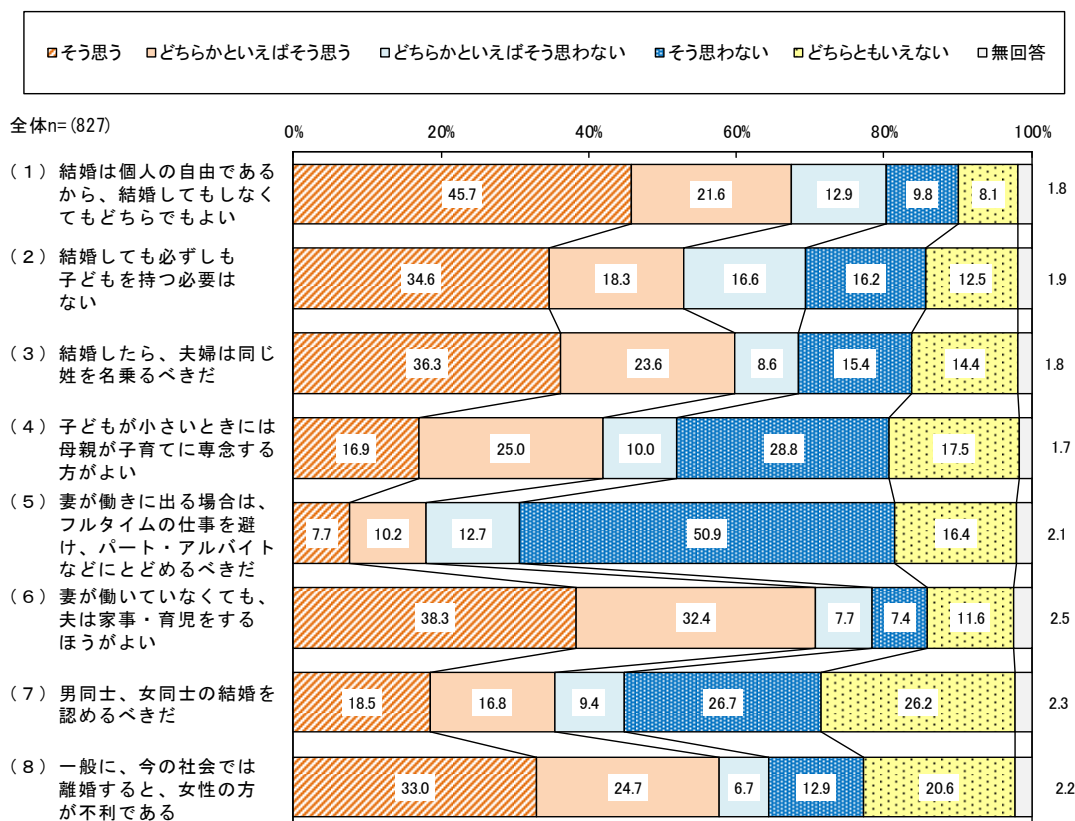 そう思う どちらかといえばそう思う どちらかといえばそう思わない そう思わない どちらともいえない 無回答
全体n=(827)
0% 20% 40% 60% 80% 100%
(1)結婚は個人の自由である
から、結婚してもしなく
てもどちらでもよい
45.7 21.6 12.9 9.8 8.1 1.8
(2)結婚しても必ずしも
子どもを持つ必要は
ない
34.6 18.3 16.6 16.2 12.5 1.9
(3)結婚したら、夫婦は同じ
姓を名乗るべきだ
36.3 23.6 8.6 15.4 14.4 1.8
(4)子どもが小さいときには
母親が子育てに専念する
方がよい
16.9 25.0 10.0 28.8 17.5 1.7
(5)妻が働きに出る場合は、
フルタイムの仕事を避
け、パート・アルバイト
などにとどめるべきだ
7.7 10.2 12.7 50.9 16.4 2.1
(6)妻が働いていなくても、
夫は家事・育児をする
ほうがよい
38.3 32.4 7.7 7.4 11.6 2.5
(7)男同士、女同士の結婚を
認めるべきだ
18.5 16.8 9.4 26.7 26.2 2.3
(8)一般に、今の社会では
離婚すると、女性の方
が不利である
33.0 24.7 6.7 12.9 20.6 2.2